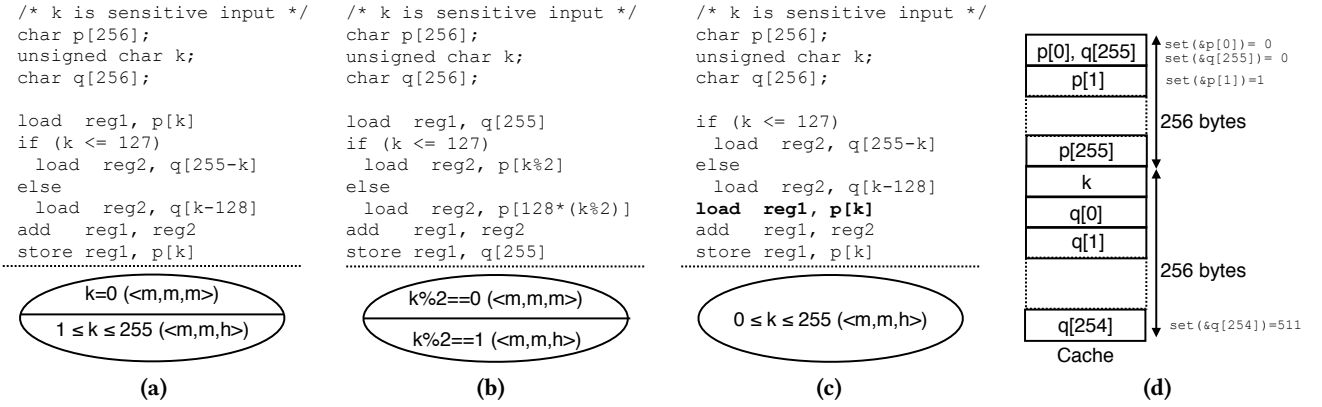 /* k is sensitive input */
char p[256];
unsigned char k;
char q[256];
load reg1, p[k]
if (k <= 127)
load reg2, q[255-k]
else
load reg2, q[k-128]
add reg1, reg2
store reg1, p[k]
k=0 (<m,m,m>)
1 ≤ k ≤ 255 (<m,m,h>)
(a)
/* k is sensitive input */
char p[256];
unsigned char k;
char q[256];
load reg1, q[255]
if (k <= 127)
load reg2, p[k%2]
else
load reg2, p[128*(k%2)]
add reg1, reg2
store reg1, q[255]
k%2==0 (<m,m,m>)
k%2==1 (<m,m,h>)
(b)
/* k is sensitive input */
char p[256];
unsigned char k;
char q[256];
if (k <= 127)
load reg2, q[255-k]
else
load reg2, q[k-128]
load reg1, p[k]
add reg1, reg2
store reg1, p[k]
0 ≤ k ≤ 255 (<m,m,h>)
(c)
p[0], q[255]
set(&p[0])= 0
set(&q[255])= 0
p[1]
set(&p[1])=1
256 bytes
p[255]
k
q[0]
q[1]
256 bytes
q[254]
set(&q[254])=511
Cache
(d)